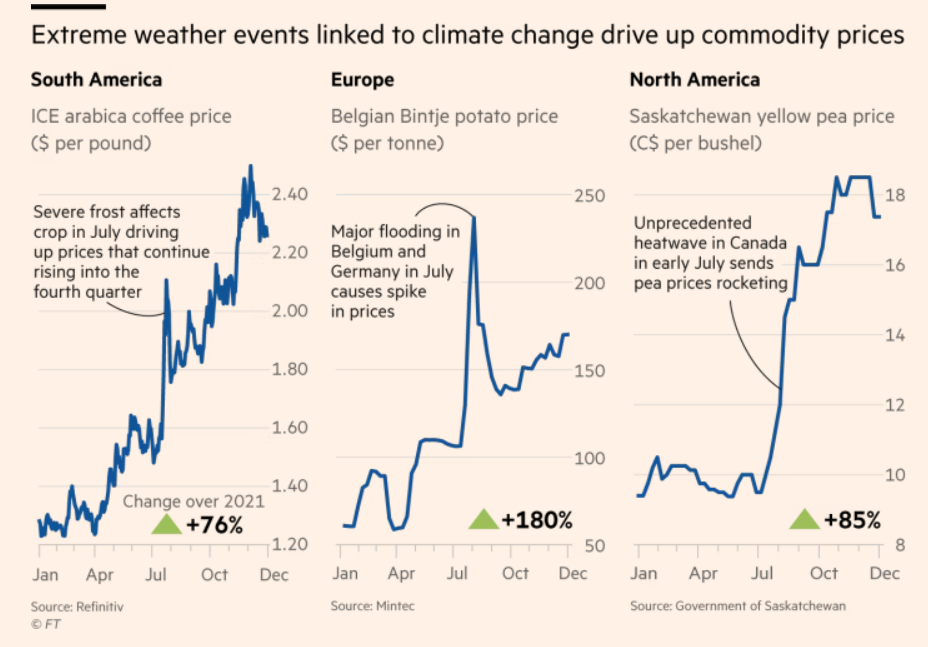 Extreme weather events linked to climate change drive up commodity prices
South America
ICE arabica coffee price
($ per pound)
2.40
2.20
2.00
1.80
1.60
1.40
1.20
Severe frost affects
crop in July driving
up prices that continue
rising into the
fourth quarter
Change over 2021
+76%
Jan Apr Jul Oct Dec
Source: Refinitiv
© FT
Europe
Belgian Bintje potato price
($ per tonne)
250
200
150
100
50
Major flooding in
Belgium and
Germany in July
causes spike
in prices
+180%
Jan Apr Jul Oct Dec
Source: Mintec
North America
Saskatchewan yellow pea price
(C$ per bushel)
18
16
14
12
10
8
Unprecedented
heatwave in Canada
in early July sends
pea prices rocketing
+85%
Jan Apr Jul Oct Dec
Source: Government of Saskatchewan